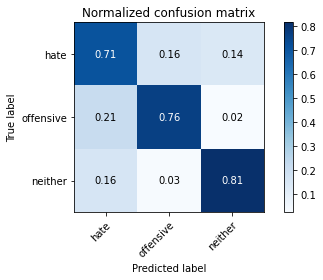 Normalized confusion matrix
True label
hate 0.71 0.16 0.14
offensive 0.21 0.76 0.02
neither 0.16 0.03 0.81
hate offensive neither
Predicted label
0.8
0.7
0.6
0.5
0.4
0.3
0.2
0.1